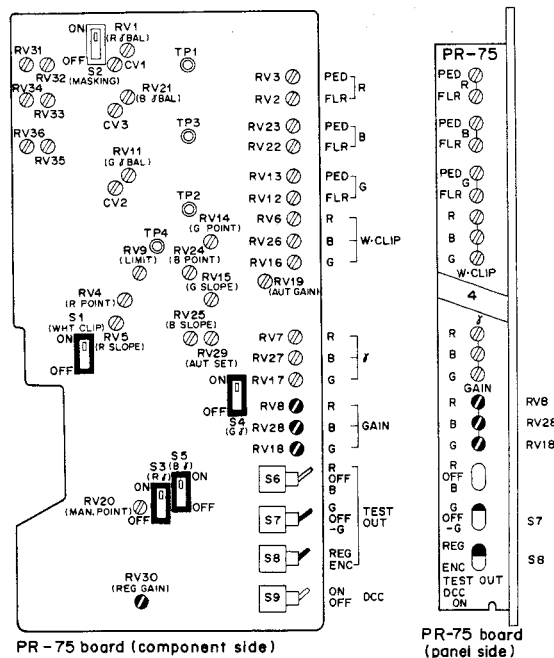 ON
RV1
(R γ BAL)
OFF
S2
(MASKING)
CV1
TP1
RV31
RV32
RV34
RV33
RV21
(B γ BAL)
CV3
TP3
RV36
RV35
RV11
(G γ BAL)
CV2
TP2
RV14
(G POINT)
TP4
RV9
(LIMIT)
RV24
(B POINT)
RV15
(G SLOPE)
RV19
(AUT GAIN)
RV4
(R POINT)
S1
(WHT CLIP)
ON
OFF
RV5
(R SLOPE)
RV25
(B SLOPE)
RV29
(AUT SET)
ON
OFF
S4
(G γ)
RV3 PED
RV2 FLR
R
RV23 PED
RV22 FLR
B
RV13 PED
RV12 FLR
G
RV6 R
RV26 B
RV16 G
W·CLIP
RV7 R
RV27 B
RV17 G
γ
RV8 R
RV28 B
RV18 G
GAIN
S5
(B γ)
ON
OFF
S3
(R γ)
ON
OFF
RV20
(MAN. POINT)
RV30
(REG GAIN)
S6 R
OFF
B
S7 G
OFF
-G
S8 REG
ENC
TEST
OUT
S9 ON
OFF
DCC
PR-75 board (component side)
PR-75
PED
R
FLR
PED
B
FLR
PED
G
FLR
R
B
G
W·CLIP
4
γ
R
B
G
GAIN
R RV8
B RV28
G RV18
R
OFF
B
G
OFF
-G
S7
REG
ENC
S8
TEST OUT
DCC
ON
PR-75 board
(panel side)